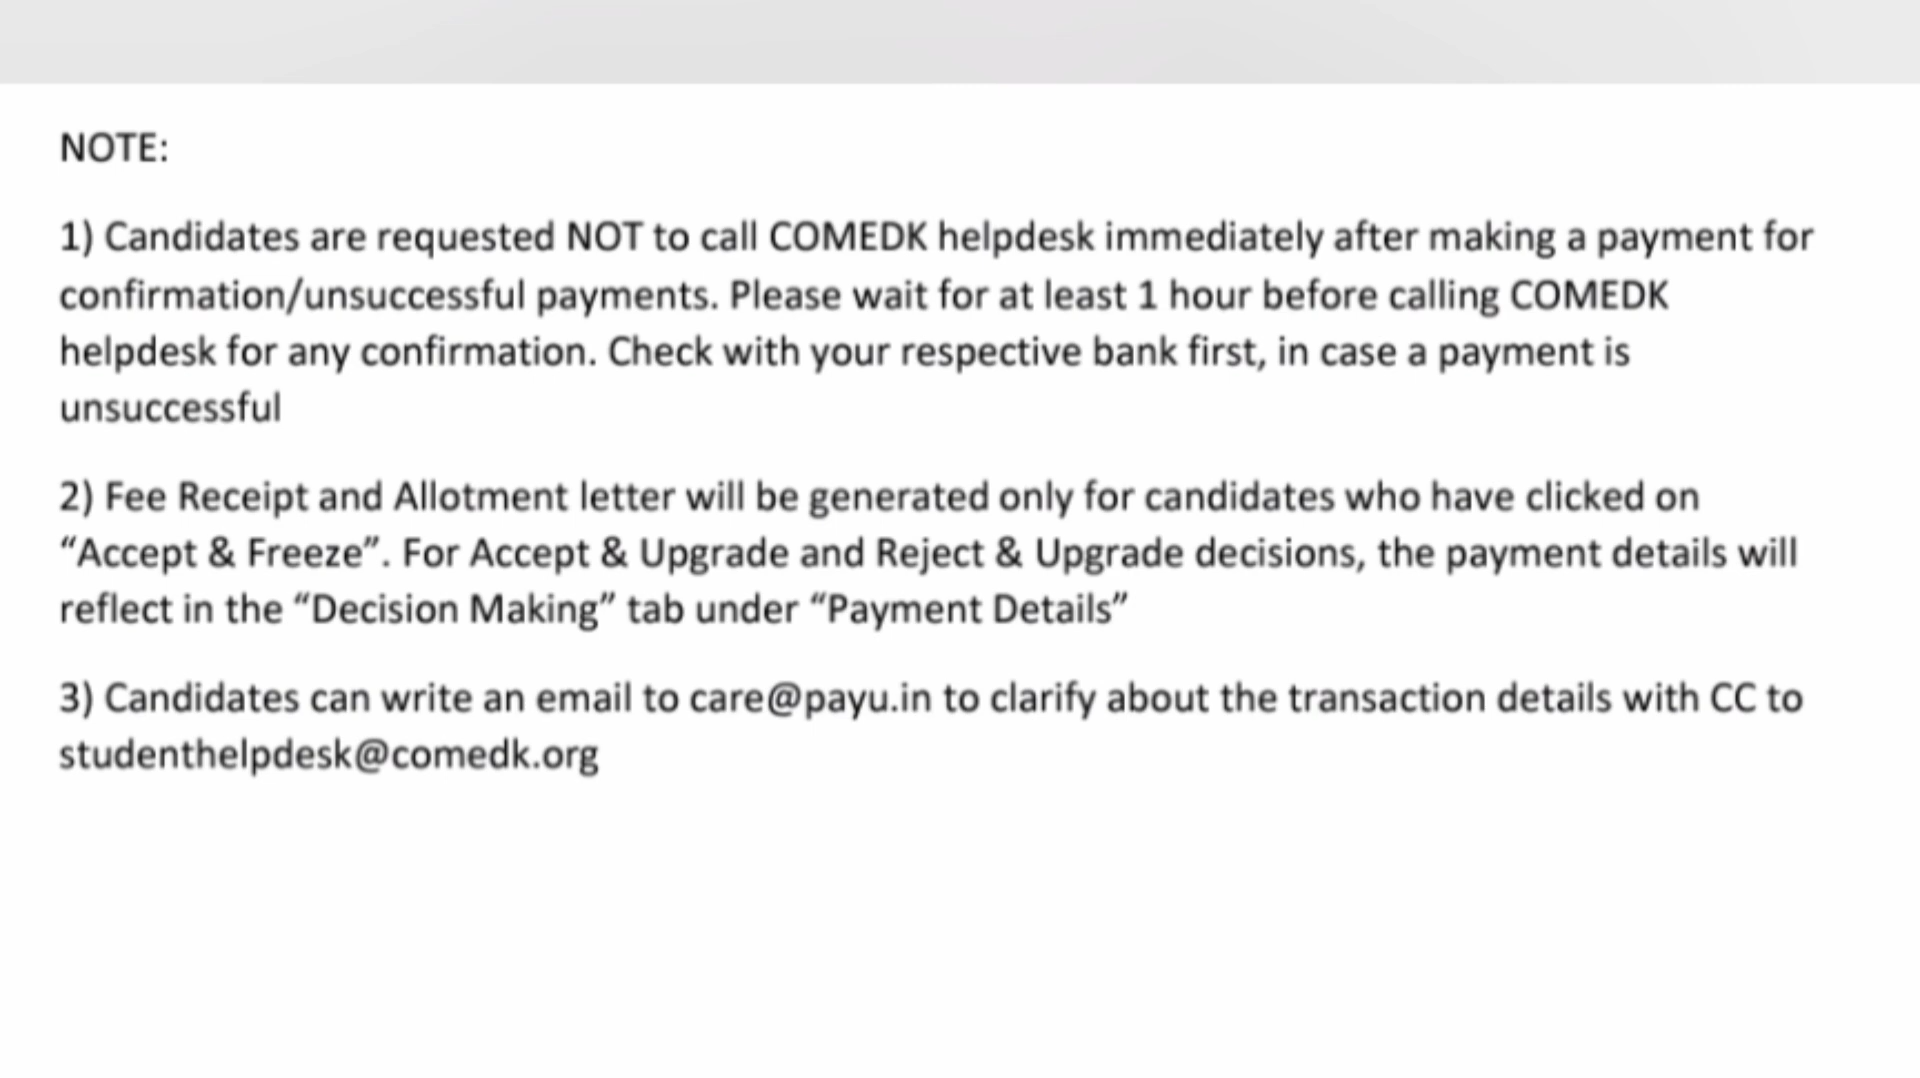 NOTE:
1) Candidates are requested NOT to call COMEDK helpdesk immediately after making a payment for
confirmation/unsuccessful payments. Please wait for at least 1 hour before calling COMEDK
helpdesk for any confirmation. Check with your respective bank first, in case a payment is
unsuccessful
2) Fee Receipt and Allotment letter will be generated only for candidates who have clicked on
“Accept & Freeze”. For Accept & Upgrade and Reject & Upgrade decisions, the payment details will
reflect in the “Decision Making” tab under “Payment Details”
3) Candidates can write an email to care@payu.in to clarify about the transaction details with CC to
studenthelpdesk@comedk.org